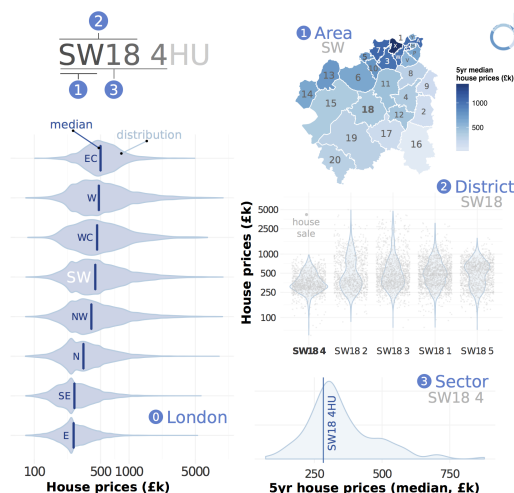 2
SW18 4HU
1
3
median
distribution
EC
W
WC
SW
NW
N
SE
E
0 London
100
500
1000
5000
House prices (£k)
1 Area
SW
1
7
3
8
13
6
11
9
14
15
4
2
18
12
17
19
16
20
5yr median
house prices (£k)
1000
500
2 District
SW18
House prices (£k)
5000
2500
1000
500
250
100
house
sale
SW18 4
SW18 2
SW18 3
SW18 1
SW18 5
3 Sector
SW18 4
SW18 4HU
250
500
750
5yr house prices (median, £k)